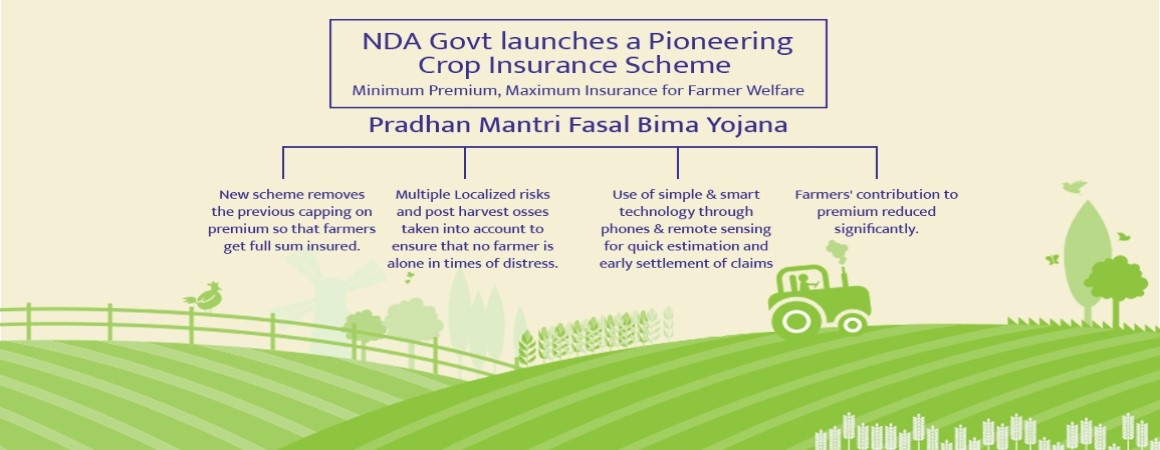 NDA Govt launches a Pioneering
Crop Insurance Scheme
Minimum Premium, Maximum Insurance for Farmer Welfare
Pradhan Mantri Fasal Bima Yojana
New scheme removes
the previous capping on
premium so that farmers
get full sum insured.
Multiple Localized risks
and post harvest osses
taken into account to
ensure that no farmer is
alone in times of distress.
Use of simple & smart
technology through
phones & remote sensing
for quick estimation and
early settlement of claims
Farmers' contribution to
premium reduced
significantly.